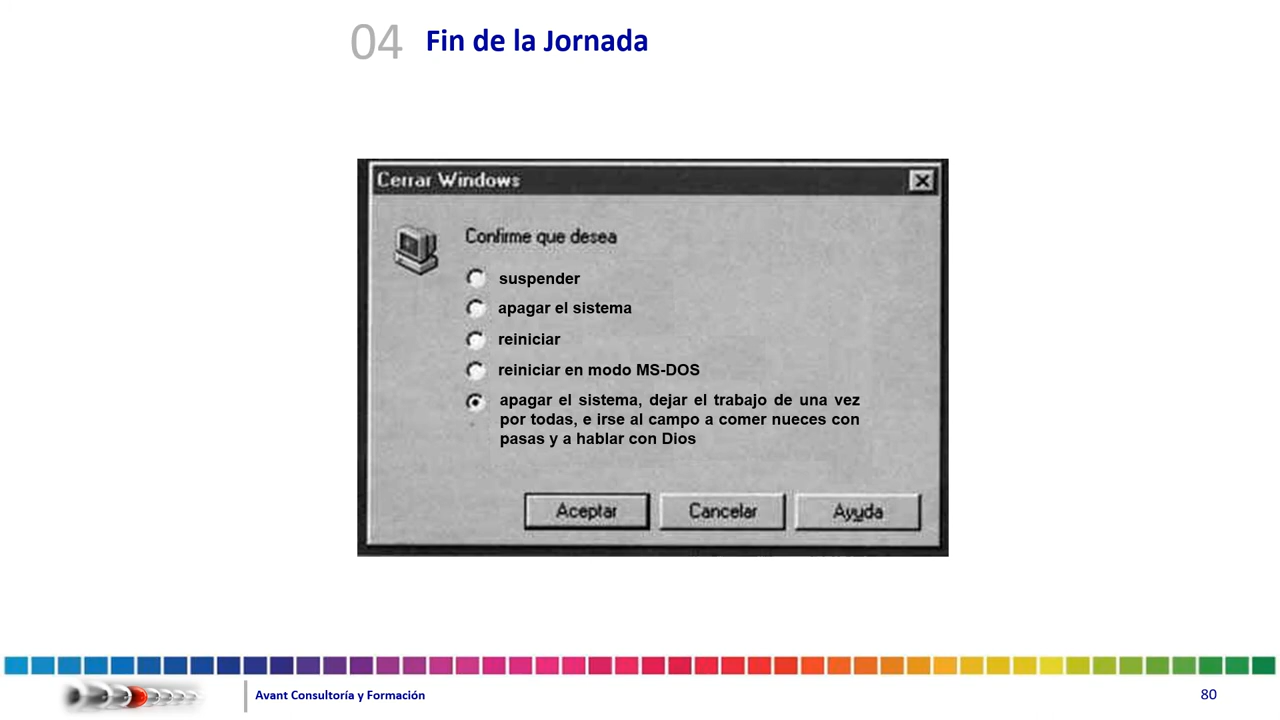 04 Fin de la Jornada
Cerrar Windows
Confirme que desea
suspender
apagar el sistema
reiniciar
reiniciar en modo MS-DOS
apagar el sistema, dejar el trabajo de una vez
por todas, e irse al campo a comer nueces con
pasas y a hablar con Dios
Aceptar Cancelar Ayuda
Avant Consultoría y Formación 80